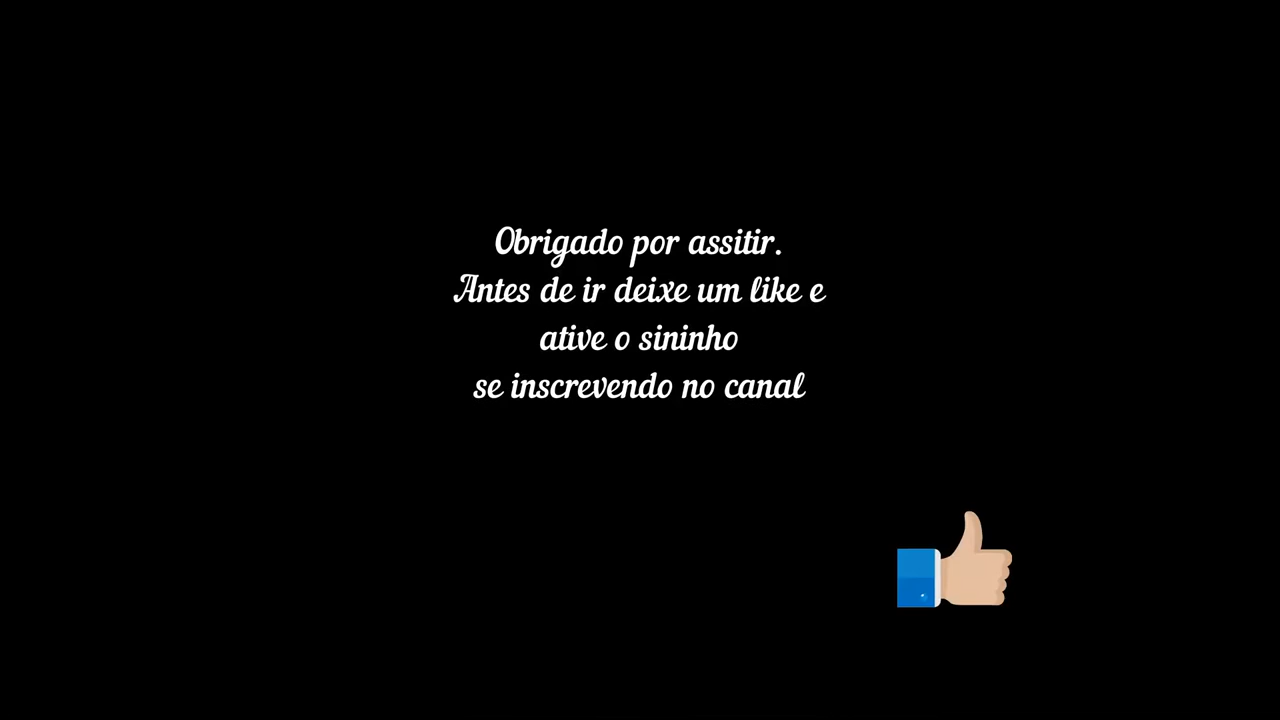 Obrigado por assitir.
Antes de ir deixe um like e
ative o sininho
se inscrevendo no canal